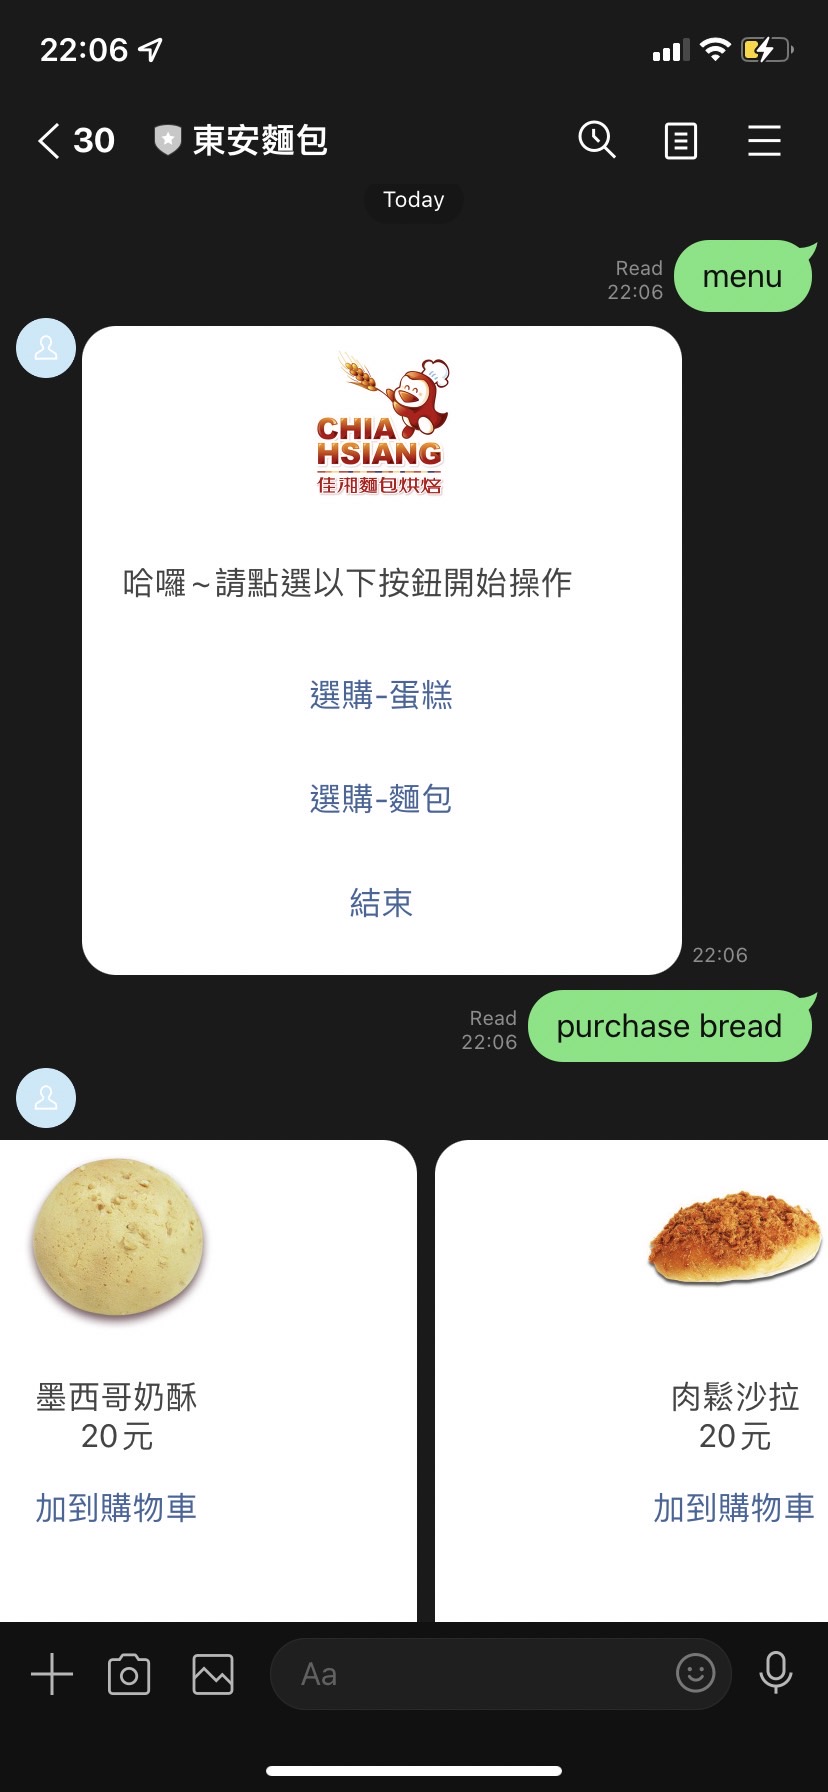 22:06
30 東安麵包
Today
menu
Read
22:06
CHIA
HSIANG
佳湘麵包烘焙
哈囉~請點選以下按鈕開始操作
選購-蛋糕
選購-麵包
結束
22:06
purchase bread
Read
22:06
墨西哥奶酥
20元
加到購物車
肉鬆沙拉
20元
加到購物車
Aa